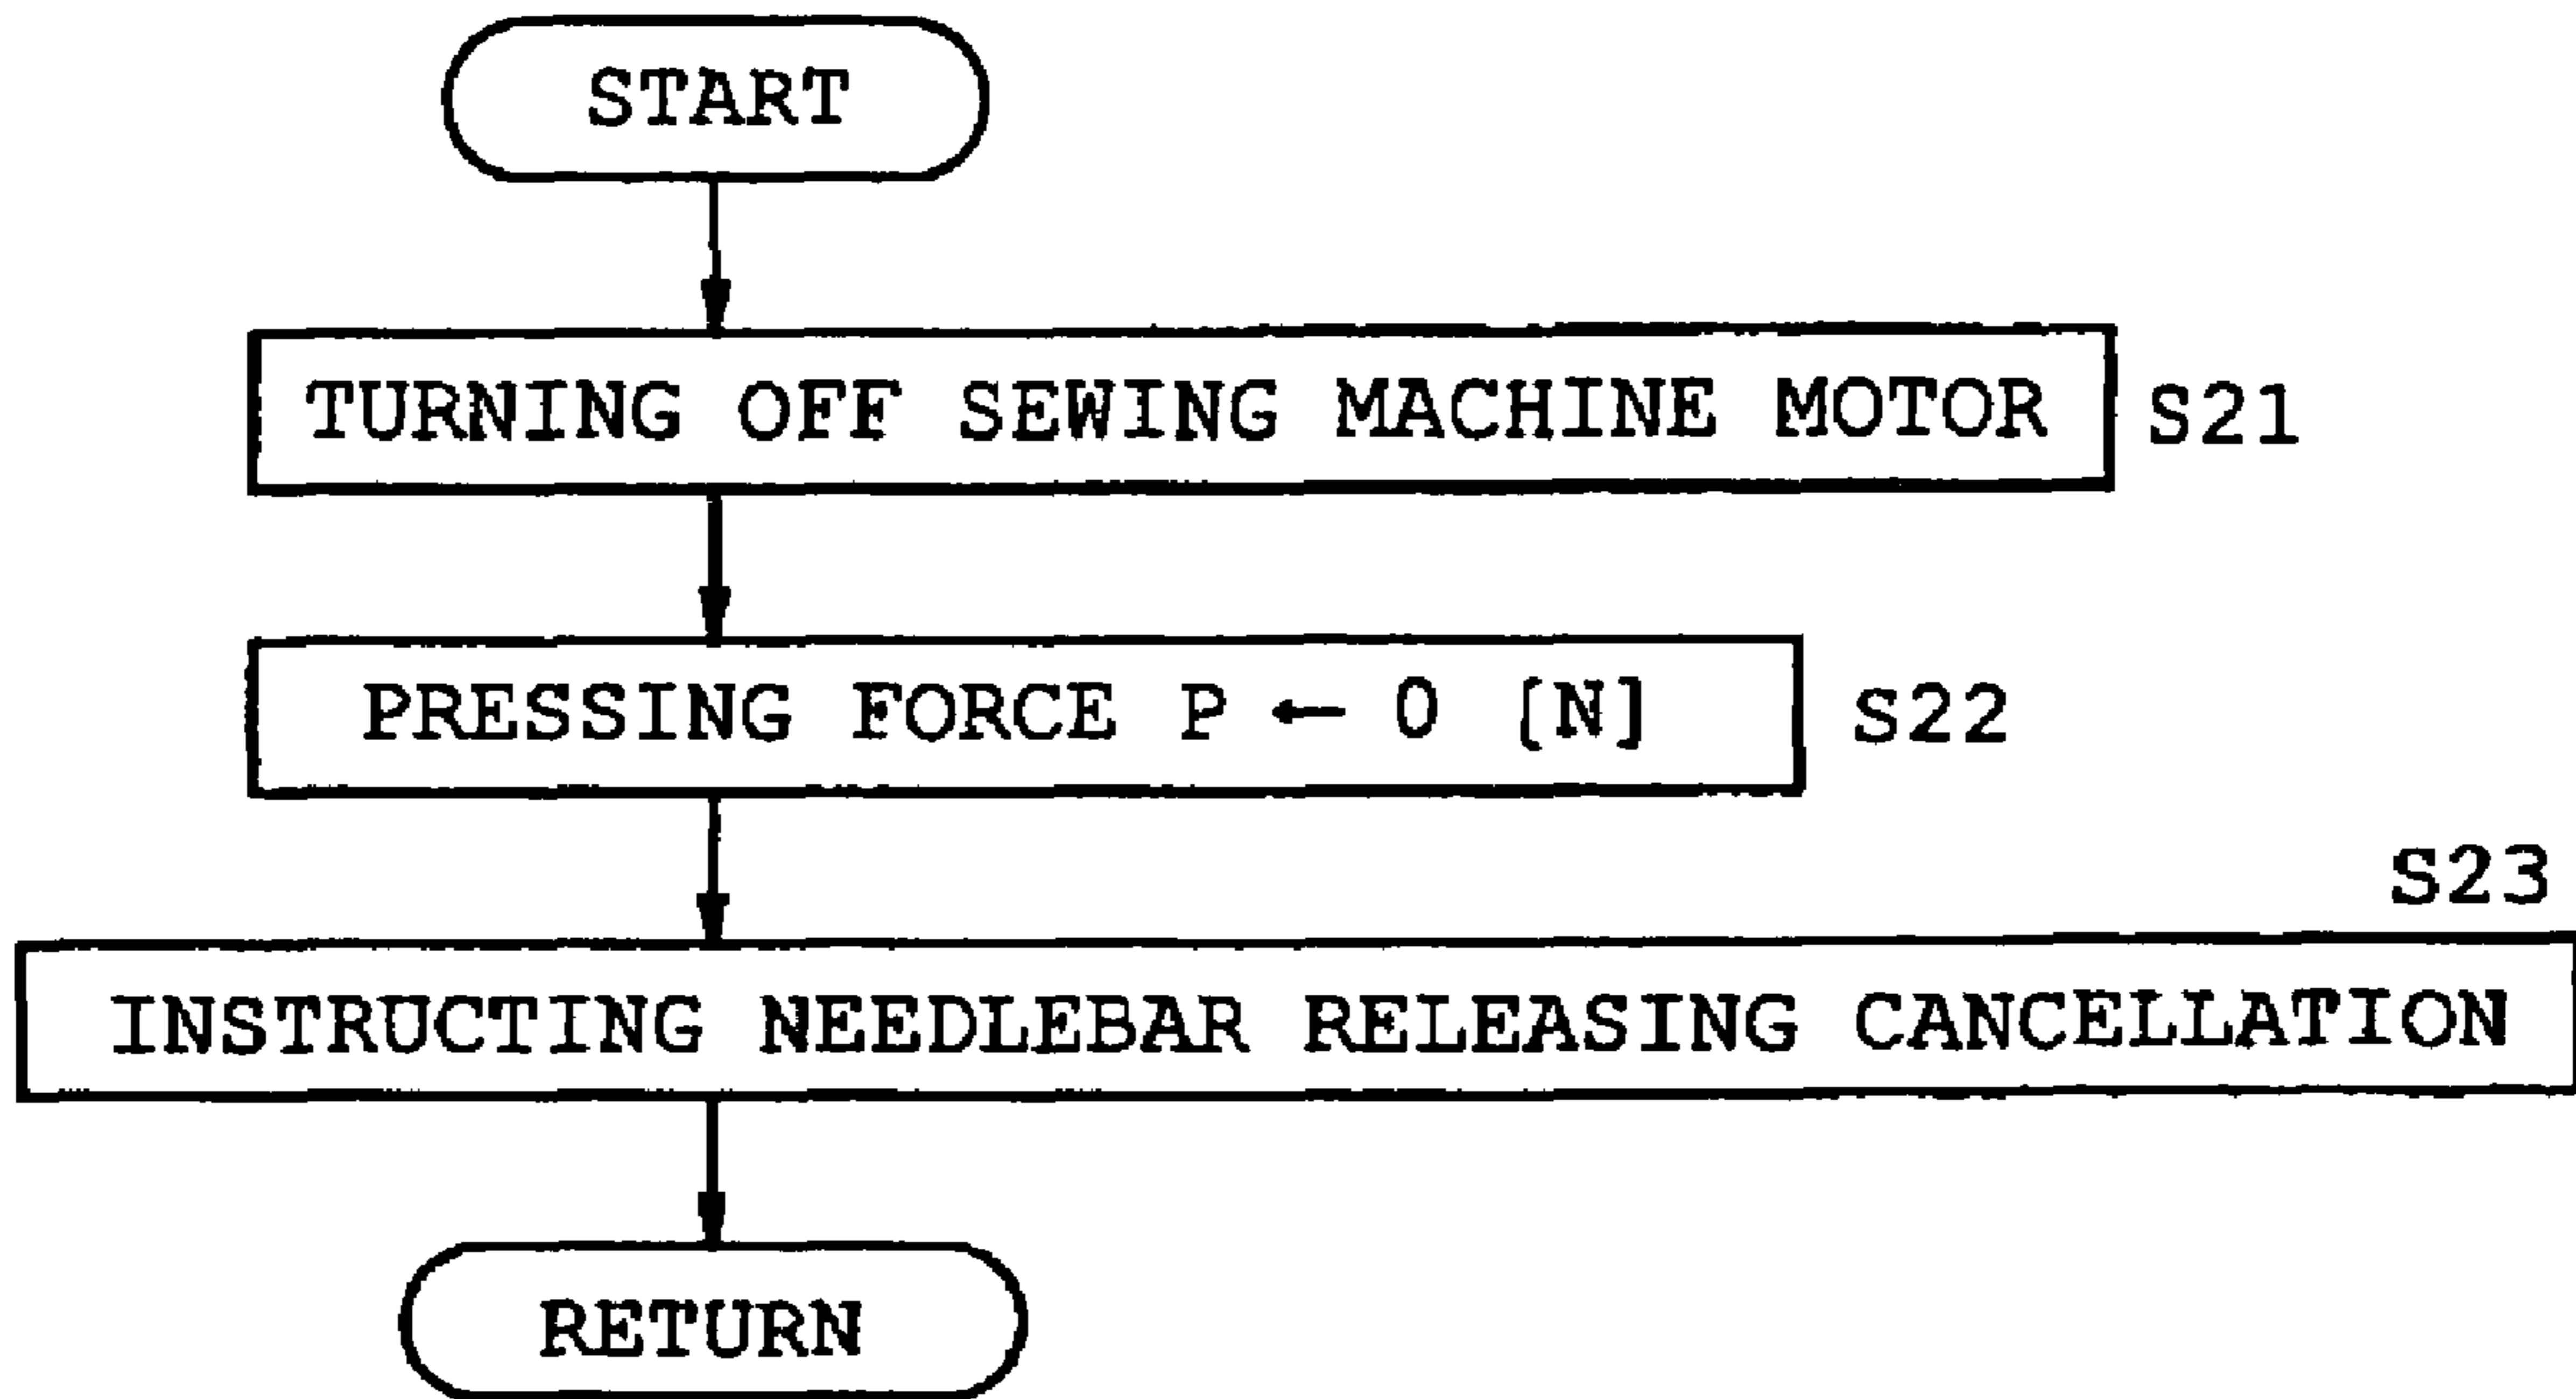 START
TURNING OFF SEWING MACHINE MOTOR S21
PRESSING FORCE P ← 0 [N] S22
S23
INSTRUCTING NEEDLEBAR RELEASING CANCELLATION
RETURN